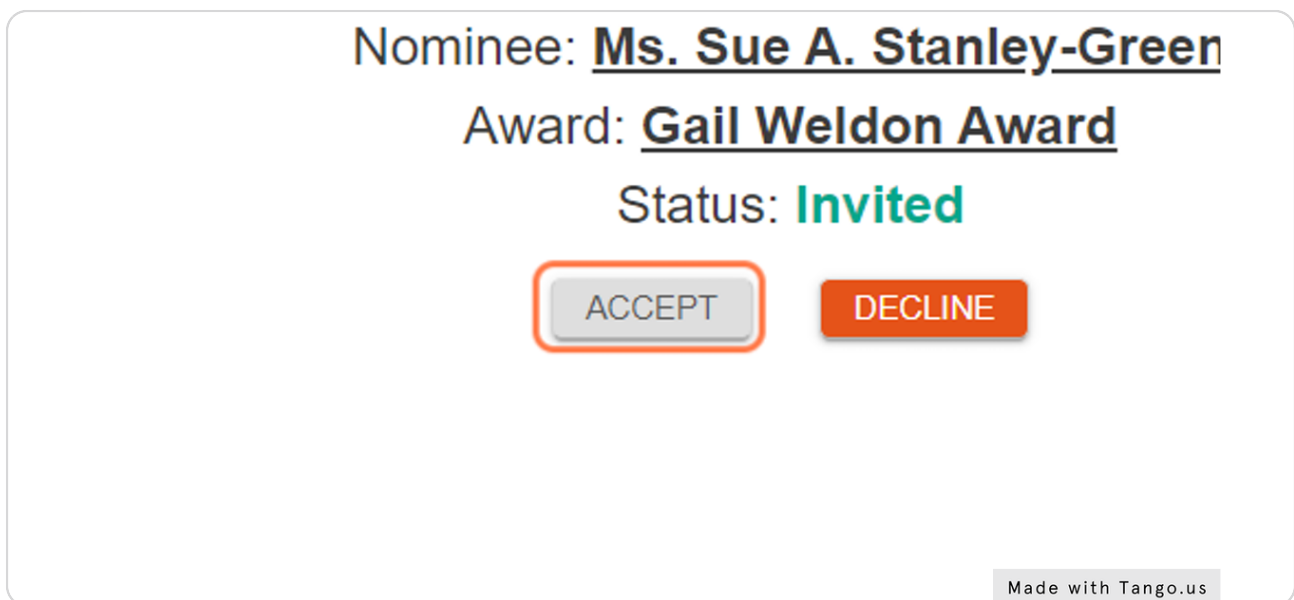 Nominee: Ms. Sue A. Stanley-Green
Award: Gail Weldon Award
Status: Invited
ACCEPT DECLINE
Made with Tango.us